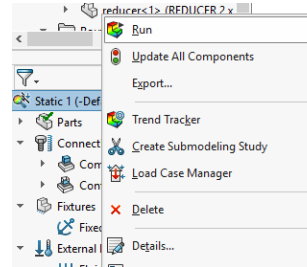 reducer<1> (REDUCER 2 x
Run
Update All Components
Export...
Static 1 (-Def
Trend Tracker
Parts
Connect
Create Submodeling Study
Com
Load Case Manager
Con
Fixtures
Delete
Fixed
External
Details...